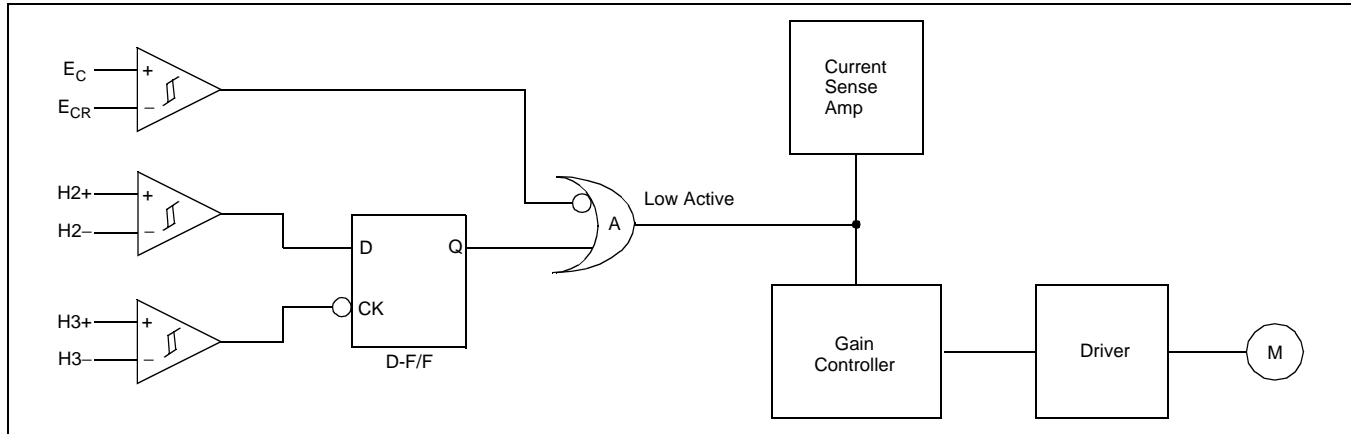 E_C
+
E_CR
−
H2+
+
H2−
−
H3+
+
H3−
−
D
Q
CK
D-F/F
A
Low Active
Current
Sense
Amp
Gain
Controller
Driver
M